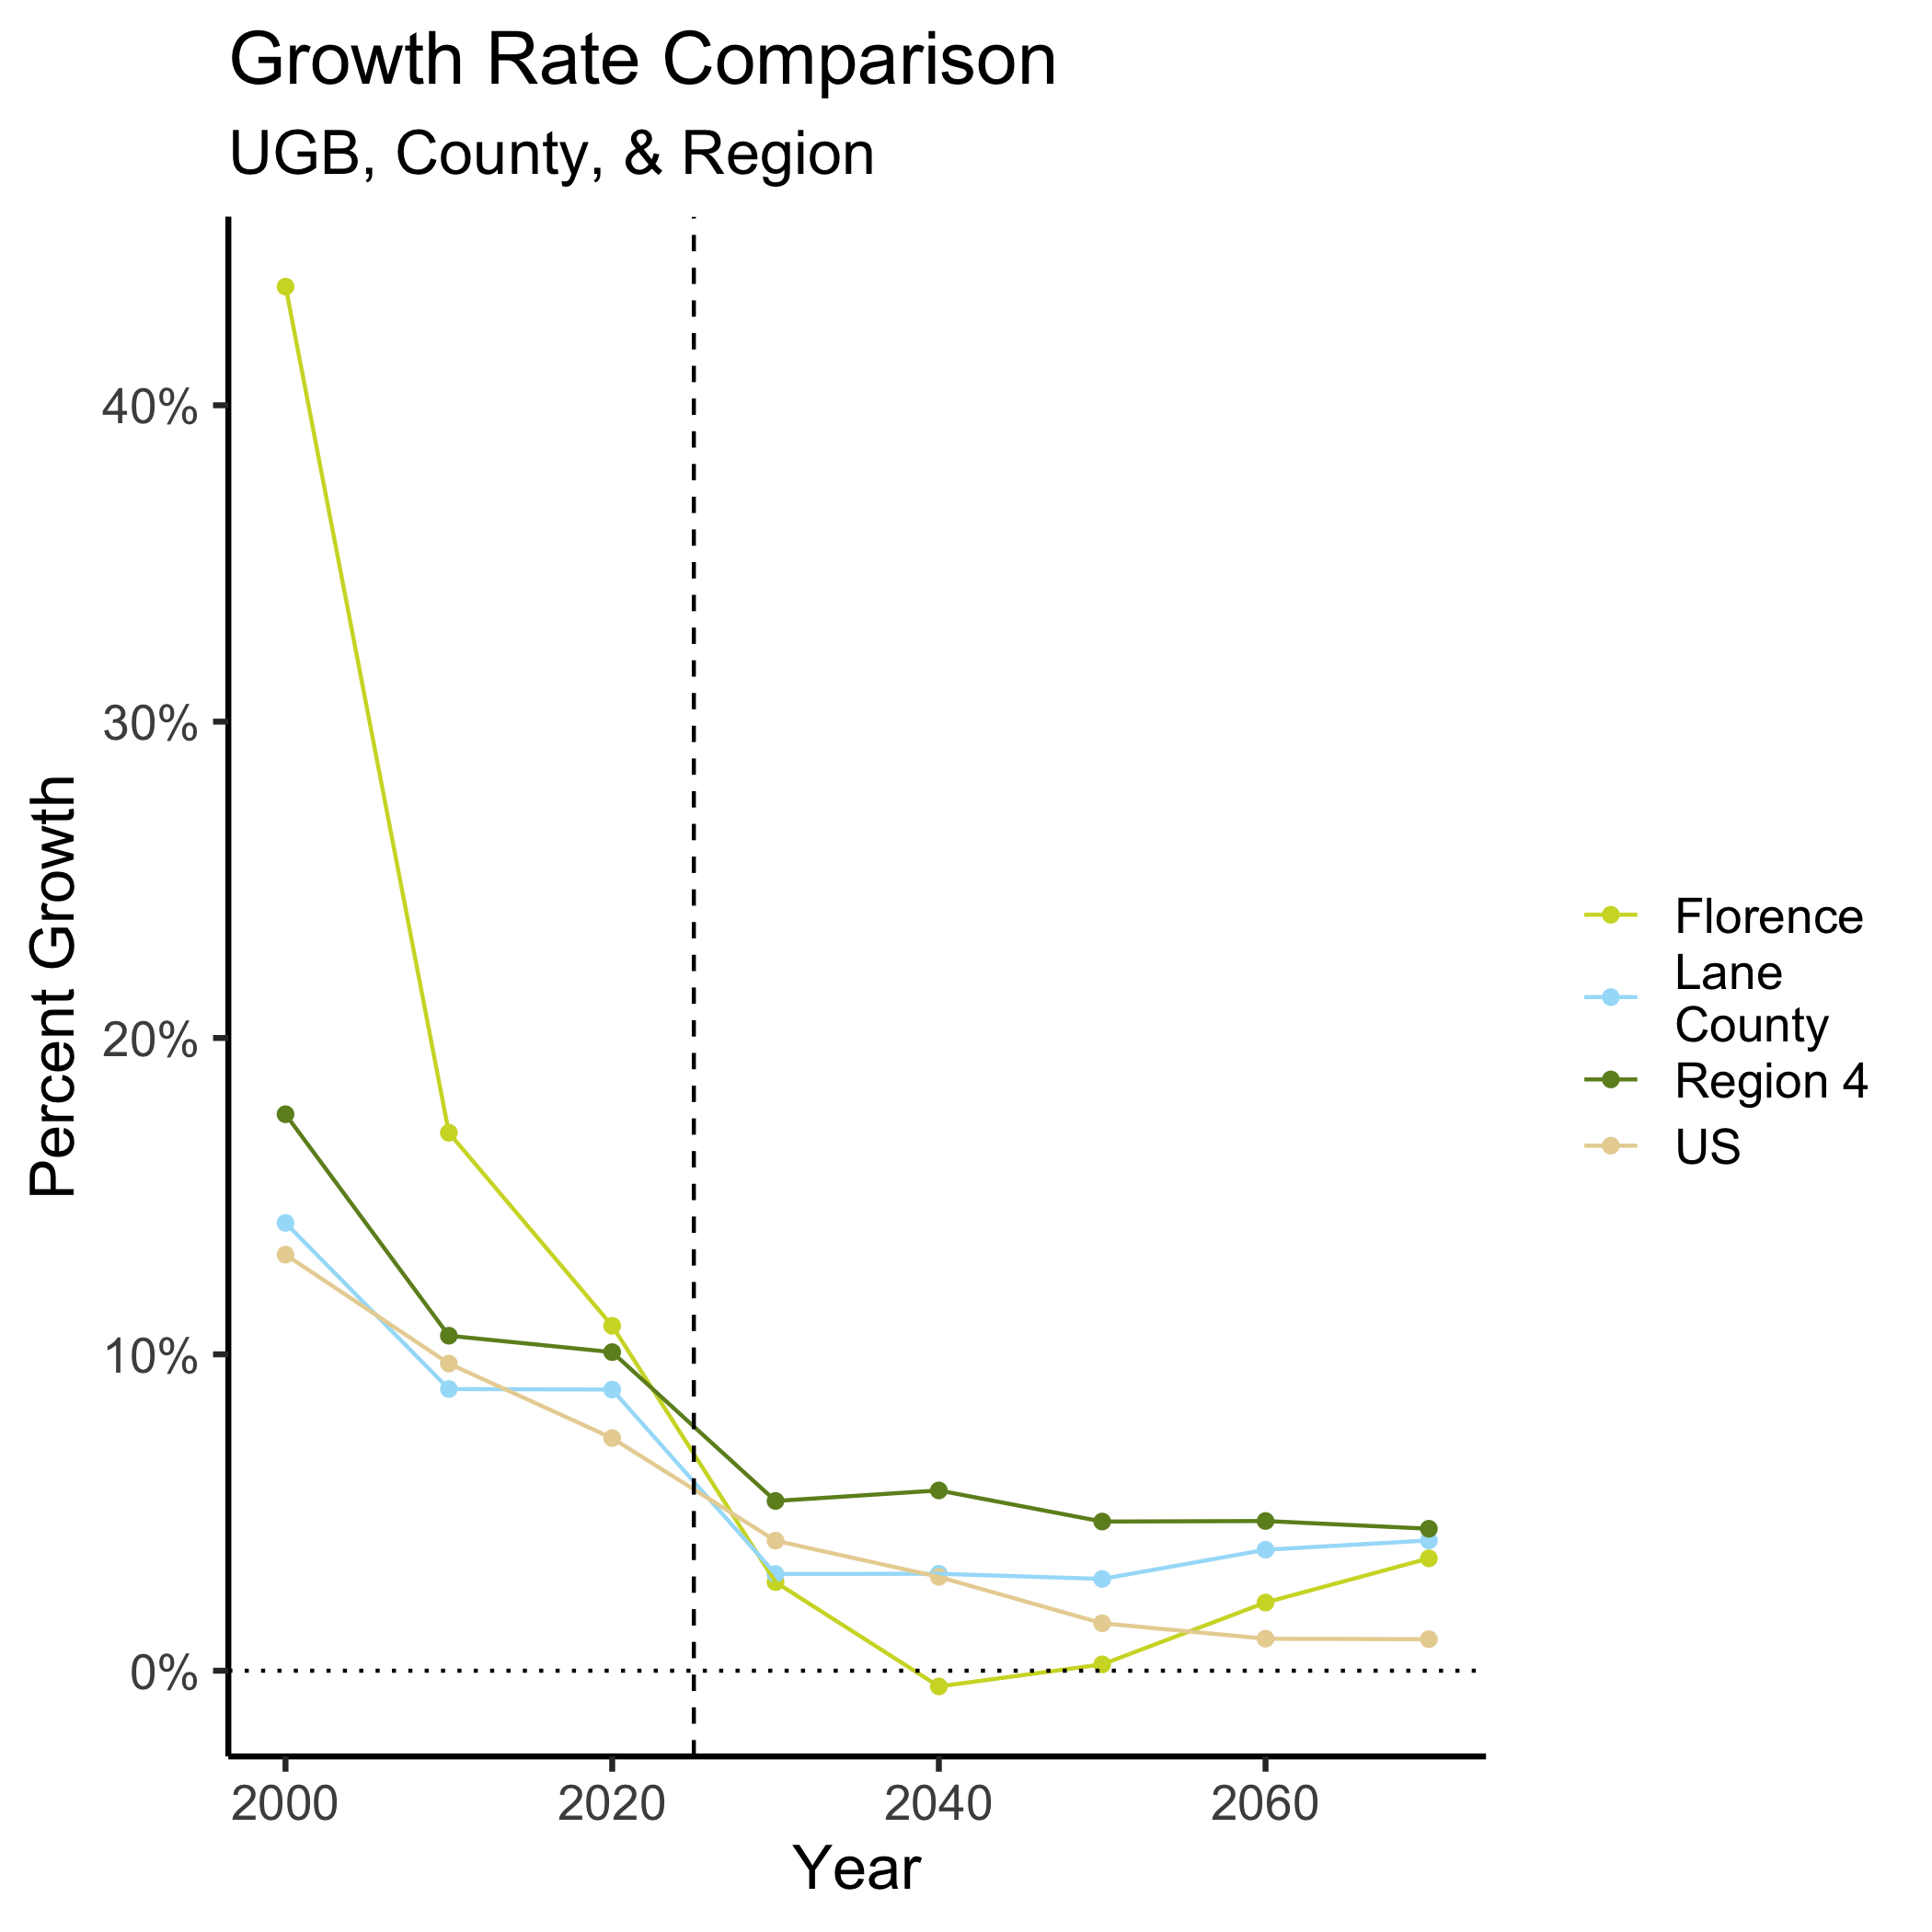 Growth Rate Comparison
UGB, County, & Region
Percent Growth
40%
30%
20%
10%
0%
2000
2020
2040
2060
Year
Florence
Lane
County
Region 4
US